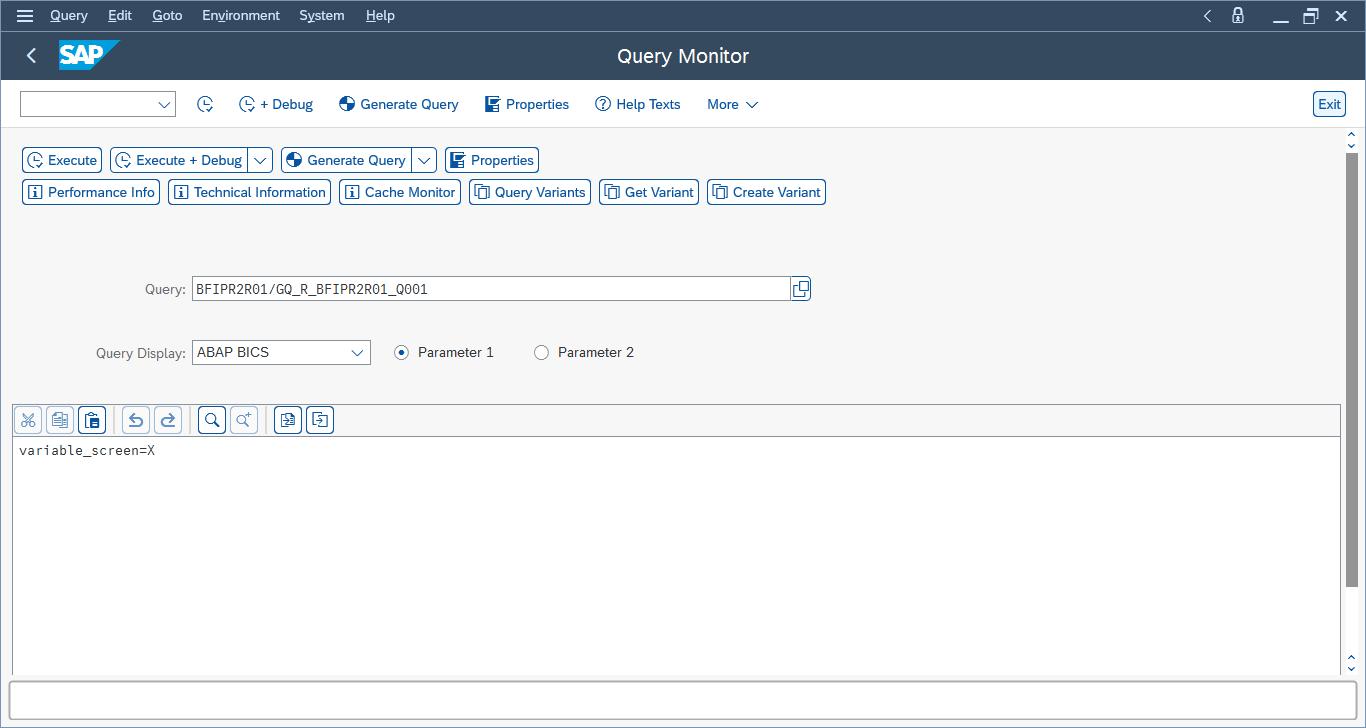 Query Edit Goto Environment System Help
SAP Query Monitor
+ Debug Generate Query Properties Help Texts More Exit
Execute Execute + Debug Generate Query Properties
Performance Info Technical Information Cache Monitor Query Variants Get Variant Create Variant
Query: BFIPR2R01/GQ_R_BFIPR2R01_Q001
Query Display: ABAP BICS Parameter 1 Parameter 2
variable_screen=X